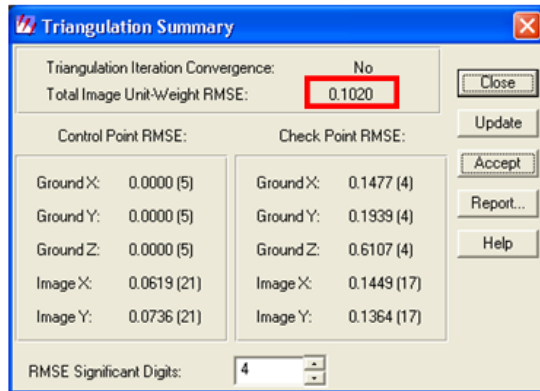 Triangulation Summary
Triangulation Iteration Convergence: No
Total Image Unit-Weight RMSE: 0.1020
Close
Update
Accept
Report...
Help
Control Point RMSE:
Ground X: 0.0000 (5)
Ground Y: 0.0000 (5)
Ground Z: 0.0000 (5)
Image X: 0.0619 (21)
Image Y: 0.0736 (21)
Check Point RMSE:
Ground X: 0.1477 (4)
Ground Y: 0.1939 (4)
Ground Z: 0.6107 (4)
Image X: 0.1449 (17)
Image Y: 0.1364 (17)
RMSE Significant Digits: 4